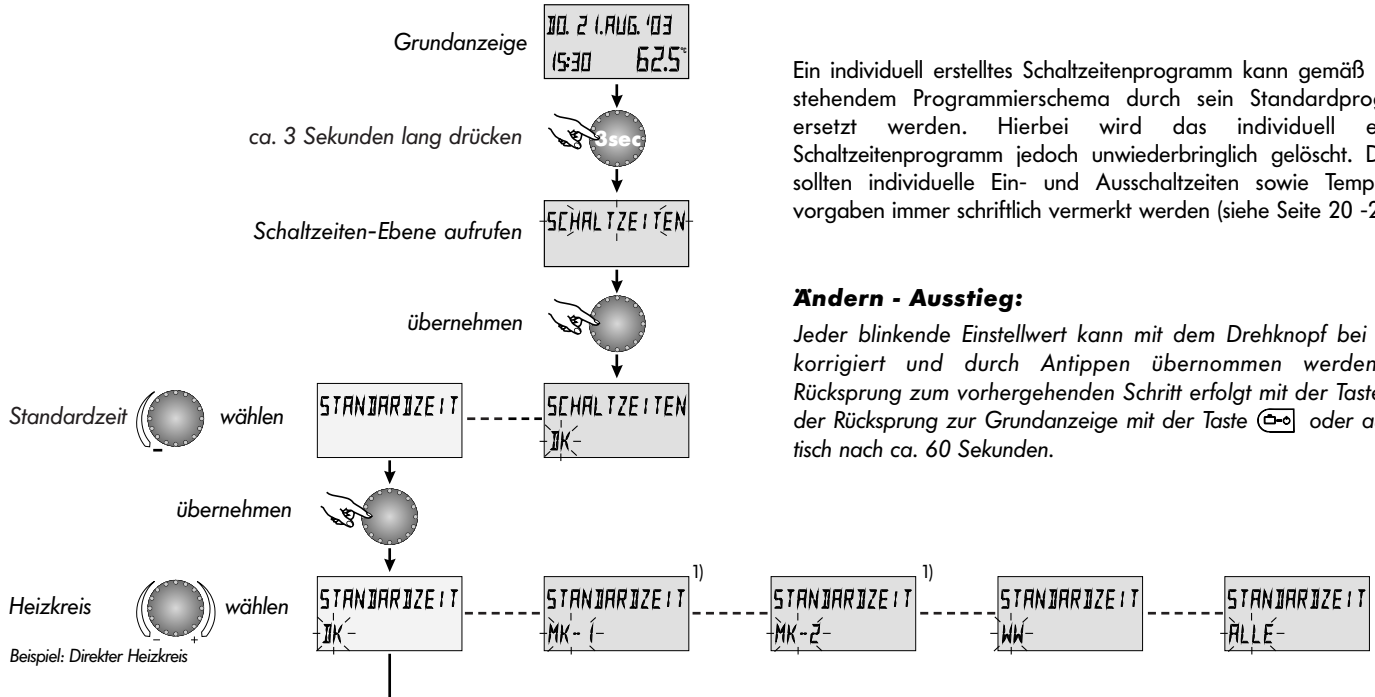 Grundanzeige
DO. 21.AUG. '03
15:30 62.5°C
ca. 3 Sekunden lang drücken
3sec
Schaltzeiten-Ebene aufrufen
SCHALTZEITEN
übernehmen
Standardzeit
-
wählen
STANDARDZEIT
SCHALTZEITEN
DK
übernehmen
Heizkreis
- +
wählen
Beispiel: Direkter Heizkreis
STANDARDZEIT
DK
STANDARDZEIT 1)
MK-1
STANDARDZEIT 1)
MK-2
STANDARDZEIT
WW
STANDARDZEIT
ALLE
Ein individuell erstelltes Schaltzeitenprogramm kann gemäß
stehendem Programmierschema durch sein Standardprog
ersetzt werden. Hierbei wird das individuell e
Schaltzeitenprogramm jedoch unwiederbringlich gelöscht. D
sollten individuelle Ein- und Ausschaltzeiten sowie Temp
vorgaben immer schriftlich vermerkt werden (siehe Seite 20 -2
Ändern - Ausstieg:
Jeder blinkende Einstellwert kann mit dem Drehknopf bei
korrigiert und durch Antippen übernommen werden
Rücksprung zum vorhergehenden Schritt erfolgt mit der Taste
der Rücksprung zur Grundanzeige mit der Taste oder a
tisch nach ca. 60 Sekunden.